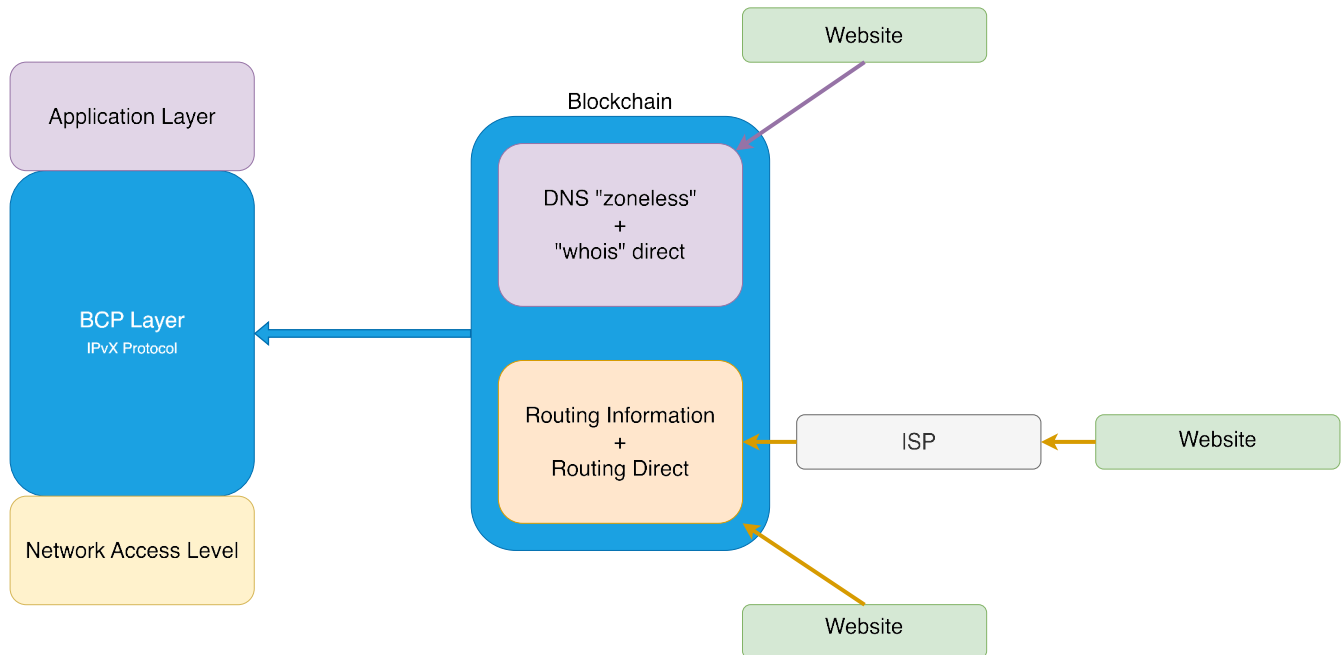 Website
Application Layer
Blockchain
DNS "zoneless"
+
"whois" direct
BCP Layer
IPvX Protocol
Routing Information
+
Routing Direct
ISP
Website
Network Access Level
Website